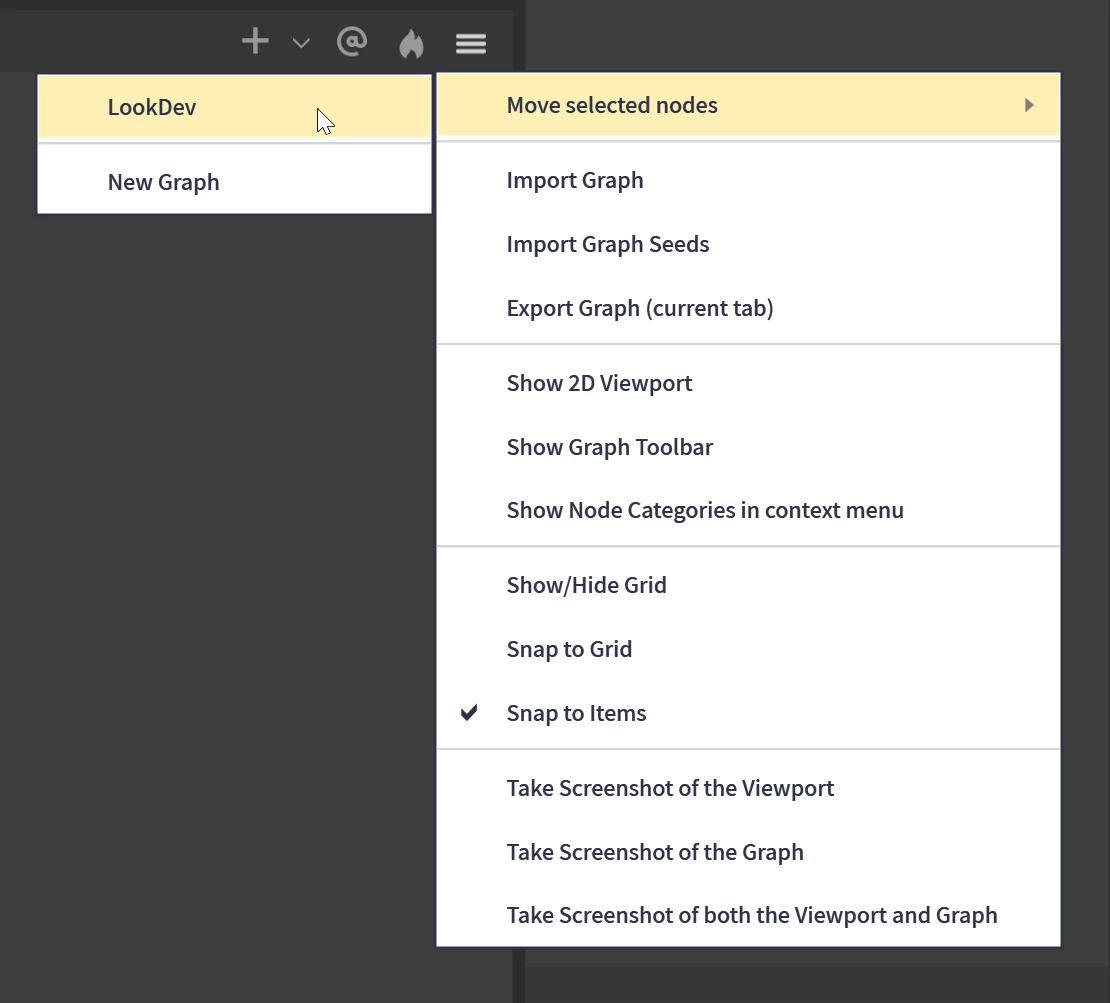 LookDev
New Graph
Move selected nodes
Import Graph
Import Graph Seeds
Export Graph (current tab)
Show 2D Viewport
Show Graph Toolbar
Show Node Categories in context menu
Show/Hide Grid
Snap to Grid
Snap to Items
Take Screenshot of the Viewport
Take Screenshot of the Graph
Take Screenshot of both the Viewport and Graph